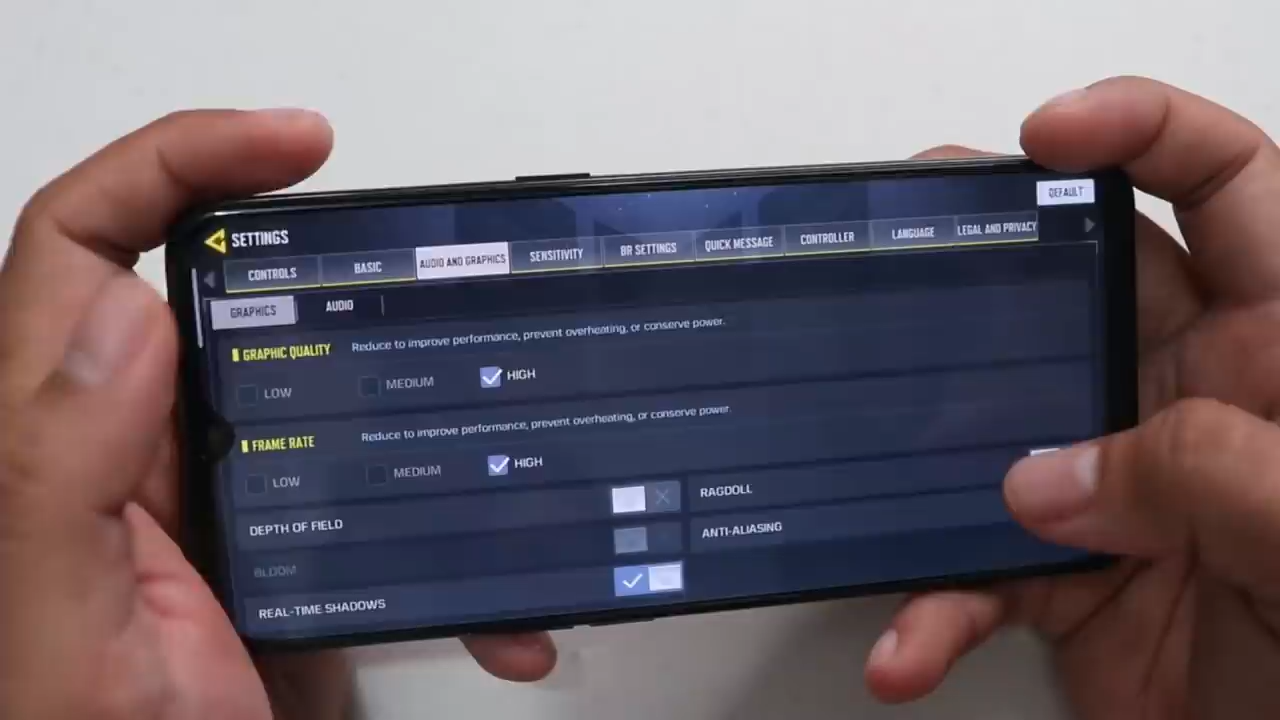 SETTINGS
DEFAULT
CONTROLS
BASIC
AUDIO AND GRAPHICS
SENSITIVITY
BR SETTINGS
QUICK MESSAGE
CONTROLLER
LANGUAGE
LEGAL AND PRIVACY
GRAPHICS
AUDIO
GRAPHIC QUALITY
Reduce to improve performance, prevent overheating, or conserve power.
LOW
MEDIUM
HIGH
FRAME RATE
Reduce to improve performance, prevent overheating, or conserve power.
LOW
MEDIUM
HIGH
DEPTH OF FIELD
RAGDOLL
BLOOM
ANTI-ALIASING
REAL-TIME SHADOWS